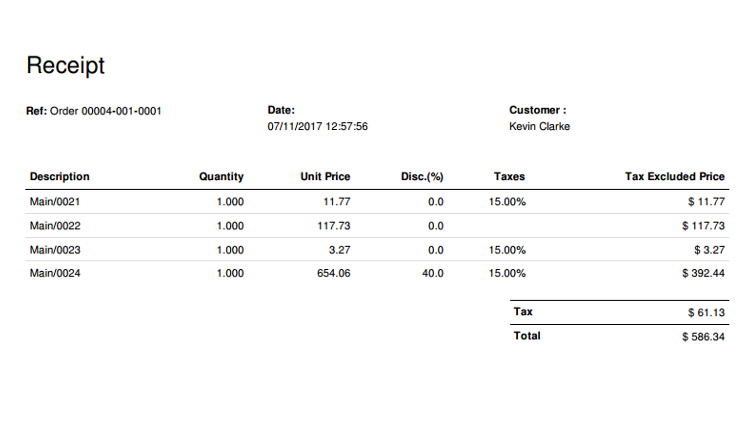 Receipt
Ref: Order 00004-001-0001 Date: Customer :
07/11/2017 12:57:56 Kevin Clarke
Description Quantity Unit Price Disc.(%) Taxes Tax Excluded Price
Main/0021 1.000 11.77 0.0 15.00% $ 11.77
Main/0022 1.000 117.73 0.0 $ 117.73
Main/0023 1.000 3.27 0.0 15.00% $ 3.27
Main/0024 1.000 654.06 40.0 15.00% $ 392.44
Tax $ 61.13
Total $ 586.34